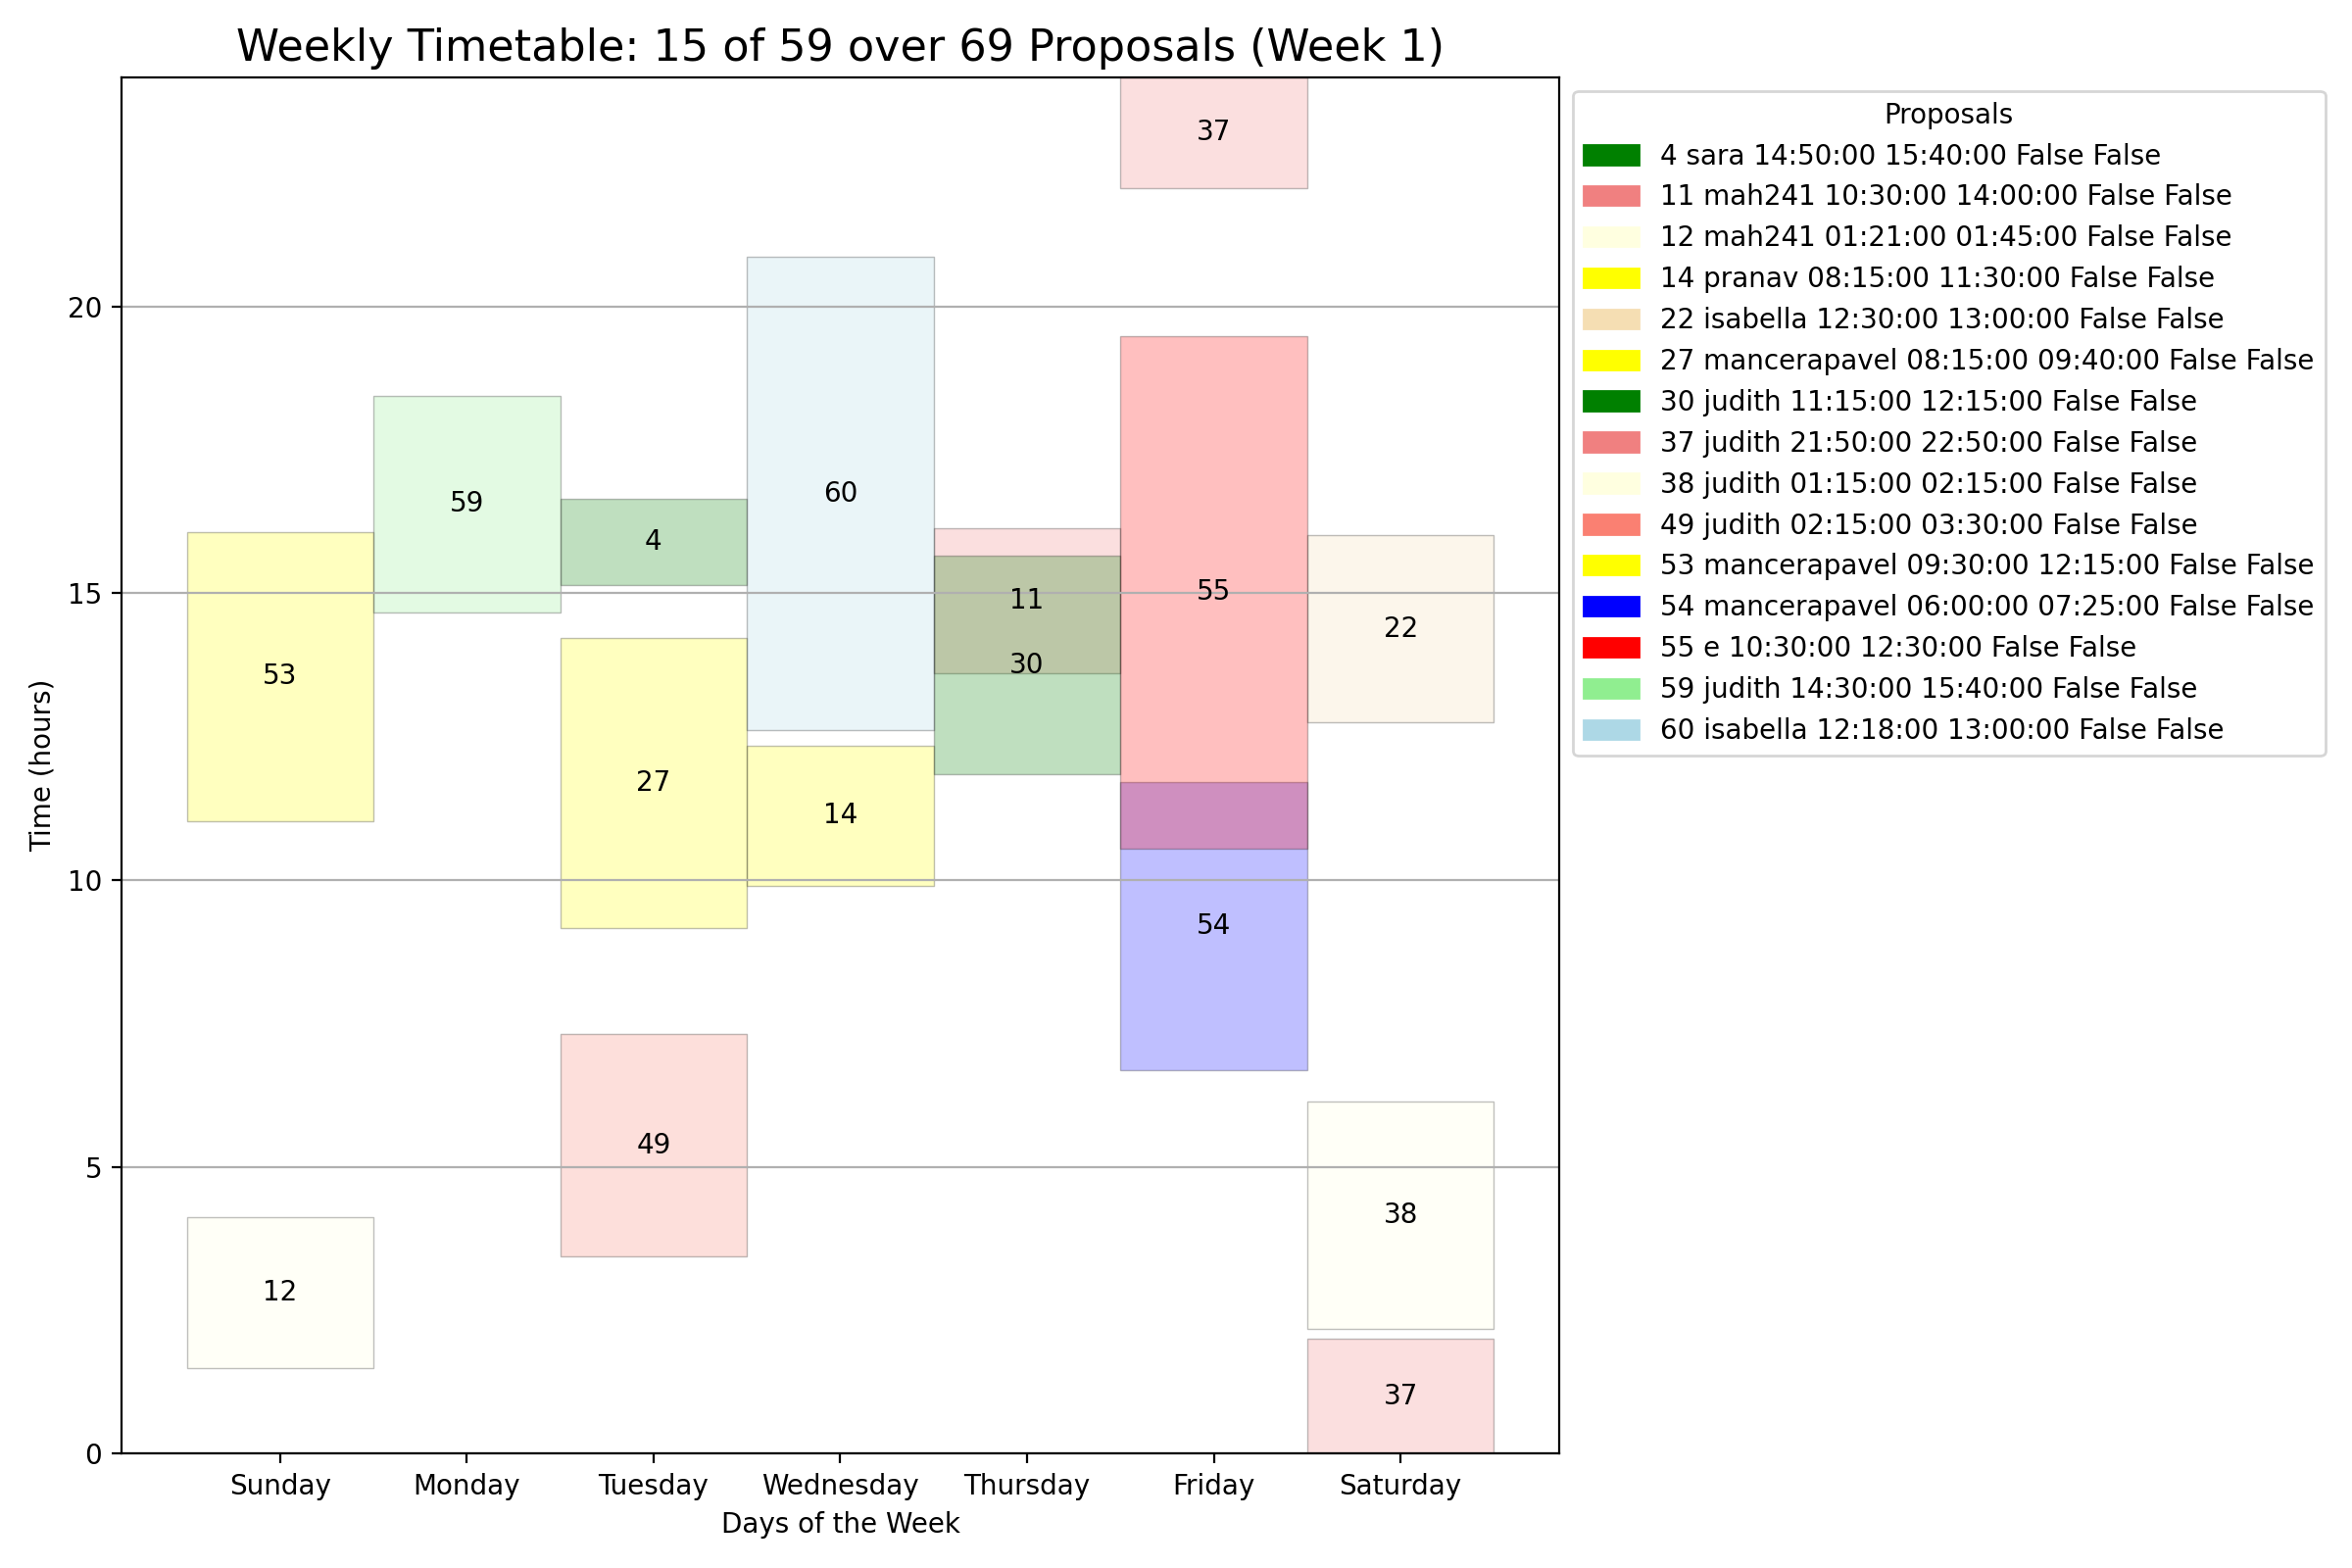 Weekly Timetable: 15 of 59 over 69 Proposals (Week 1)
37
20
60
59
4
15
11
55
22
30
53
27
14
10
54
49
5
38
12
37
0
Time (hours)
Sunday Monday Tuesday Wednesday Thursday Friday Saturday
Days of the Week
Proposals
4 sara 14:50:00 15:40:00 False False
11 mah241 10:30:00 14:00:00 False False
12 mah241 01:21:00 01:45:00 False False
14 pranav 08:15:00 11:30:00 False False
22 isabella 12:30:00 13:00:00 False False
27 mancerapavel 08:15:00 09:40:00 False False
30 judith 11:15:00 12:15:00 False False
37 judith 21:50:00 22:50:00 False False
38 judith 01:15:00 02:15:00 False False
49 judith 02:15:00 03:30:00 False False
53 mancerapavel 09:30:00 12:15:00 False False
54 mancerapavel 06:00:00 07:25:00 False False
55 e 10:30:00 12:30:00 False False
59 judith 14:30:00 15:40:00 False False
60 isabella 12:18:00 13:00:00 False False